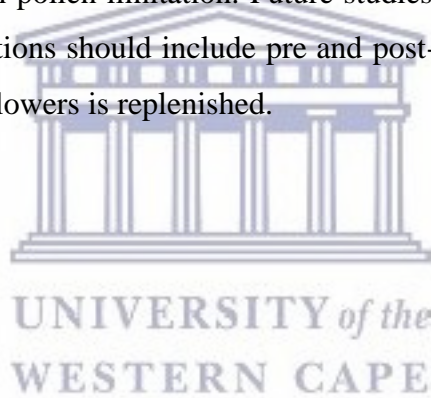 pollen limitation. Future studies
tions should include pre and post-
lowers is replenished.
UNIVERSITY of the
WESTERN CAPE